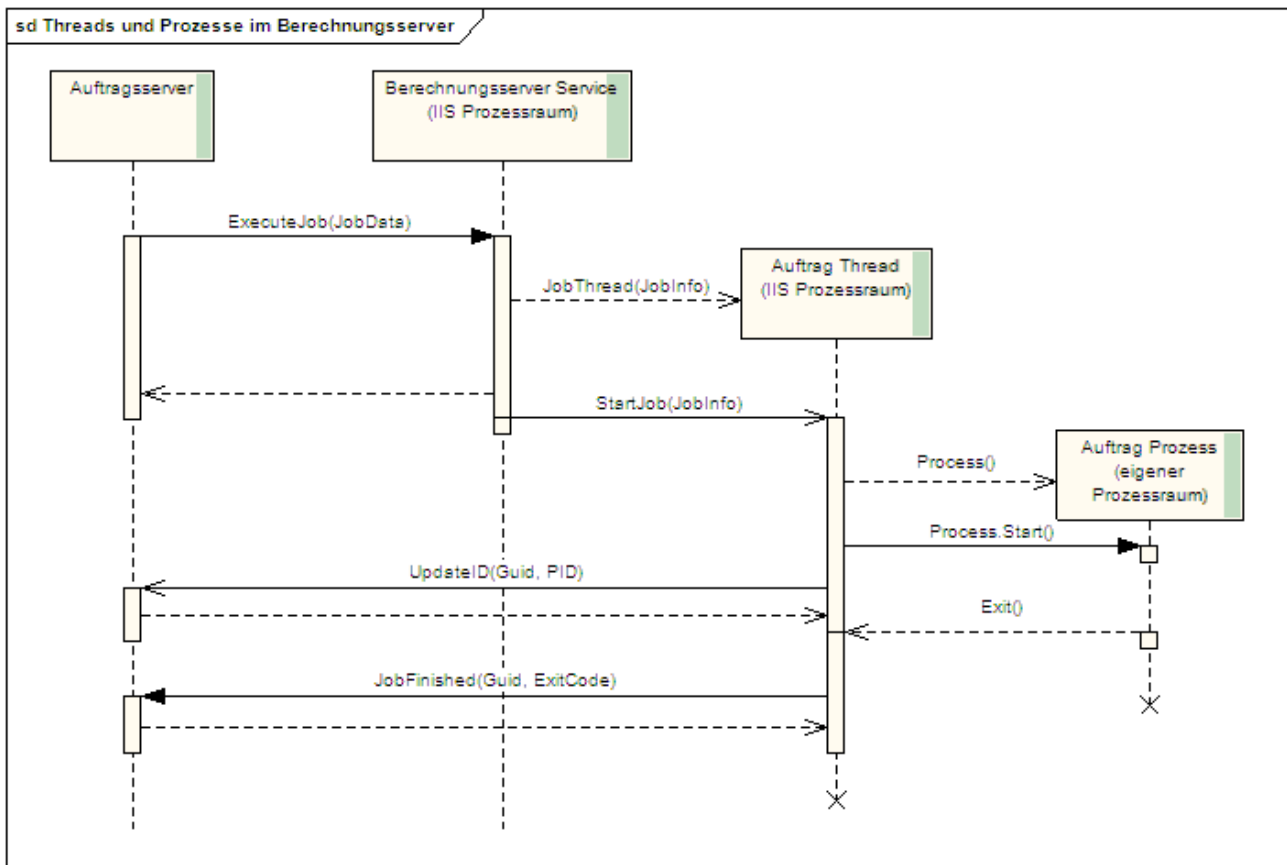 sd Threads und Prozesse im Berechnungsserver
Auftragsserver
Berechnungsserver Service
(IIS Prozessraum)
ExecuteJob(JobData)
Auftrag Thread
(IIS Prozessraum)
JobThread(JobInfo)
StartJob(JobInfo)
Auftrag Prozess
(eigener
Prozessraum)
Process()
Process.Start()
UpdateID(Guid, PID)
Exit()
JobFinished(Guid, ExitCode)